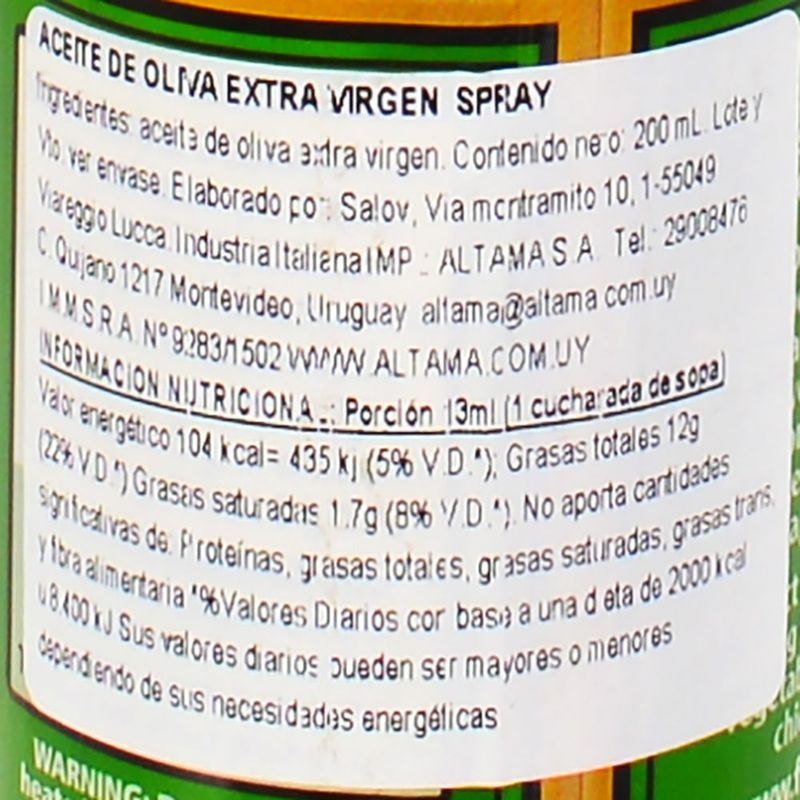 ACEITE DE OLIVA EXTRA VIRGEN SPRAY
Ingredientes: aceite de oliva extra virgen. Contenido neto: 200 mL. Lote y
Vto. ver envase. Elaborado por: Salov, Via montramito 10, 1-55049
Viareggio Lucca. Industria Italiana IMP.: ALTAMA S.A. Tel.: 29008476
C. Quijano 1217 Montevideo, Uruguay altama@altama.com.uy
I.M.M.S.R.A. Nº 9283/1502 WWW.ALTAMA.COM.UY
INFORMACION NUTRICIONAL.: Porción 13ml (1 cucharada de sopa)
Valor energético 104 kcal= 435 kj (5% V.D.*); Grasas totales 12g
(22% V.D.*) Grasas saturadas 1.7g (8% V.D.*). No aporta cantidades
significativas de: Proteínas, grasas totales, grasas saturadas, grasas trans,
y fibra alimentaria *%Valores Diarios con base a una dieta de 2000 kcal
u 8.400 kJ Sus valores diarios pueden ser mayores o menores
dependiendo de sus necesidades energéticas
WARNING: